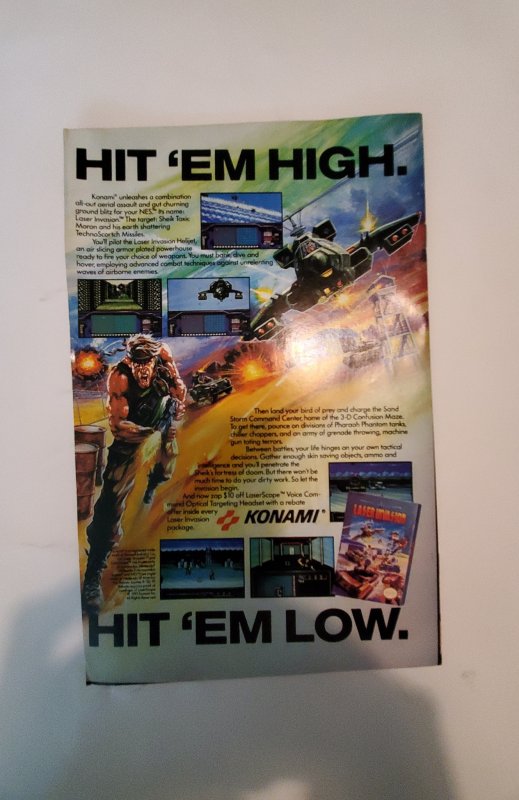 HIT 'EM HIGH.
Konami® unleashes a combination
all-out aerial assault and gut churning
ground blitz for your NES.™ Its name:
Laser Invasion.™ The target: Sheik Toxic
Moron and his earth shattering
TechnoScortch Missiles.
You'll pilot the Laser Invasion Helijet,
an air slicing armor plated powerhouse
ready to fire your choice of weapons. You must bank, dive and
hover, employing advanced combat techniques against unrelenting
waves of airborne enemies.
Then land your bird of prey and charge the Sand
Storm Command Center, home of the 3-D Confusion Maze.
To get there, pounce on divisions of Pharaoh Phantom tanks,
chiller choppers, and an army of grenade throwing, machine
gun toting terrors.
Between battles, your life hinges on your own tactical
decisions. Gather enough skin saving objects, ammo and
intelligence and you'll penetrate the
Sheik's fortress of doom. But there won't be
much time to do your dirty work. So let the
invasion begin.
And now zap $10 off LaserScope™ Voice Com-
mand Optical Targeting Headset with a rebate
offer inside every
Laser Invasion
package.
KONAMI®
LASER INVASION
HIT 'EM LOW.